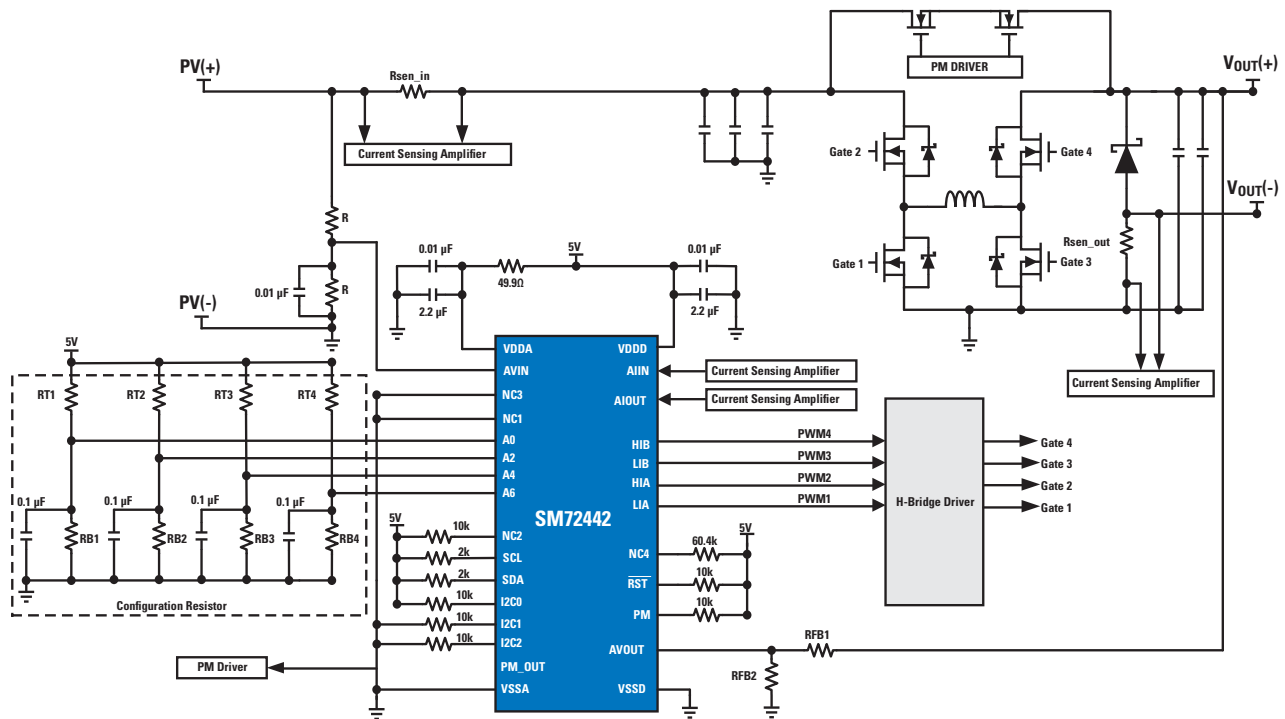 PM DRIVER
PV(+)
Rsen_in
VOUT(+)
Current Sensing Amplifier
Gate 2
Gate 4
VOUT(-)
R
Rsen_out
0.01 µF
5V
0.01 µF
Gate 1
Gate 3
49.9Ω
0.01 µF
R
PV(-)
2.2 µF
2.2 µF
5V
VDDA
VDDD
AVIN
AIIN
Current Sensing Amplifier
Current Sensing Amplifier
RT1
RT2
RT3
RT4
NC3
AIOUT
Current Sensing Amplifier
NC1
A0
HIB
PWM4
Gate 4
A2
LIB
PWM3
Gate 3
A4
HIA
PWM2
Gate 2
A6
LIA
PWM1
Gate 1
H-Bridge Driver
0.1 µF
0.1 µF
0.1 µF
0.1 µF
SM72442
5V
5V
RB1
RB2
RB3
RB4
10k
NC2
60.4k
NC4
2k
SCL
10k
RST
2k
SDA
10k
I2C0
10k
PM
Configuration Resistor
10k
I2C1
10k
I2C2
AVOUT
RFB1
PM Driver
PM_OUT
RFB2
VSSA
VSSD